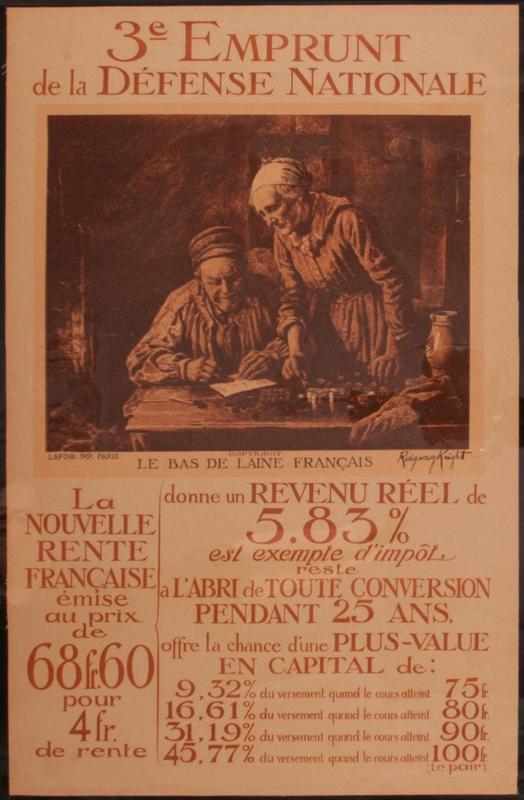 3e EMPRUNT
de la DÉFENSE NATIONALE
LAPINA. IMP. PARIS
COPYRIGHT
LE BAS DE LAINE FRANÇAIS
Ridgway Knight
La
NOUVELLE
RENTE
FRANÇAISE
émise
au prix
de
68fr.60
pour
4fr.
de rente
donne un REVENU RÉEL de
5.83%
est exempte d'impôt
reste
à L'ABRI de TOUTE CONVERSION
PENDANT 25 ANS.
offre la chance d'une PLUS-VALUE
EN CAPITAL de:
9,32% du versement quand le cours atteint 75fr.
16,61% du versement quand le cours atteint 80fr.
31,19% du versement quand le cours atteint 90fr.
45,77% du versement quand le cours atteint 100fr.
(le pair).